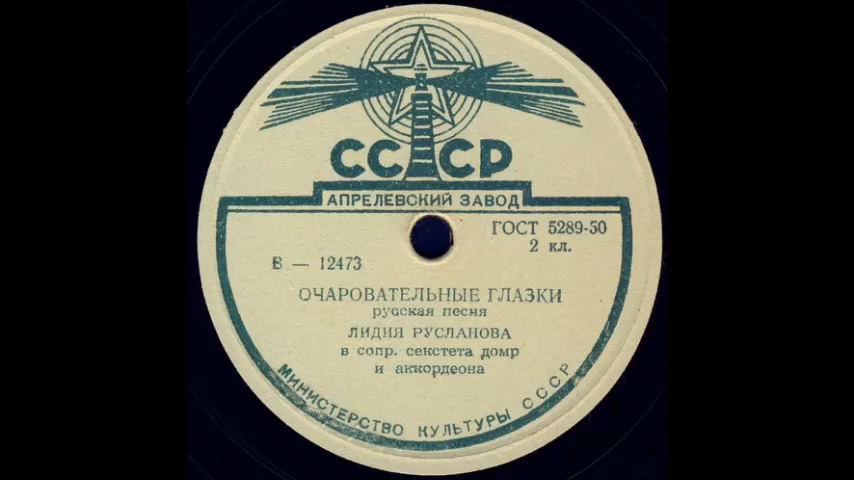 СССР
АПРЕЛЕВСКИЙ ЗАВОД
ГОСТ 5289-50
2 кл.
В — 12473
ОЧАРОВАТЕЛЬНЫЕ ГЛАЗКИ
русская песня
ЛИДИЯ РУСЛАНОВА
в сопр. секстета домр
и аккордеона
МИНИСТЕРСТВО КУЛЬТУРЫ СССР